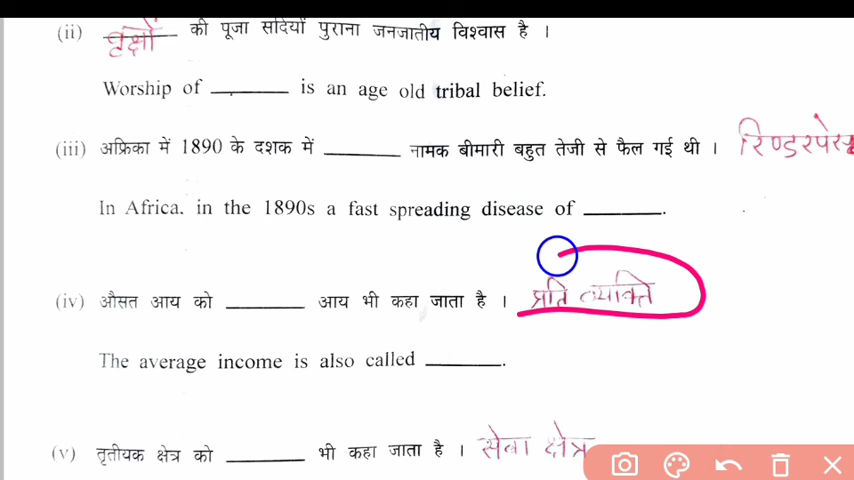 (ii) वृक्षों की पूजा सदियों पुराना जनजातीय विश्वास है ।
Worship of ______ is an age old tribal belief.
(iii) अफ्रिका में 1890 के दशक में ______ नामक बीमारी बहुत तेजी से फैल गई थी ।
In Africa. in the 1890s a fast spreading disease of ______.
(iv) औसत आय को ______ आय भी कहा जाता है । प्रति व्यक्ति
The average income is also called ______.
(v) तृतीयक क्षेत्र को ______ भी कहा जाता है । सेवा क्षेत्र